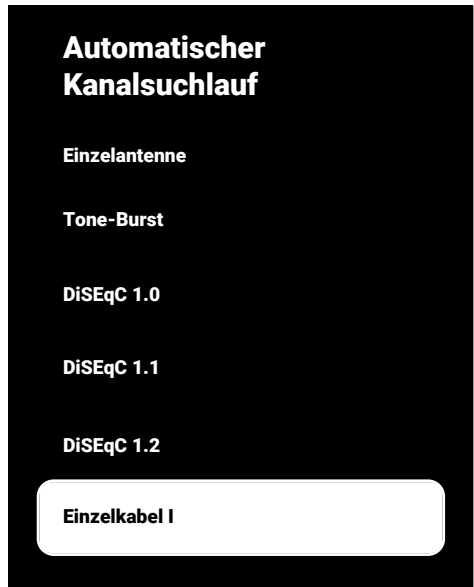 Automatischer
Kanalsuchlauf
Einzelantenne
Tone-Burst
DiSEqC 1.0
DiSEqC 1.1
DiSEqC 1.2
Einzelkabel I